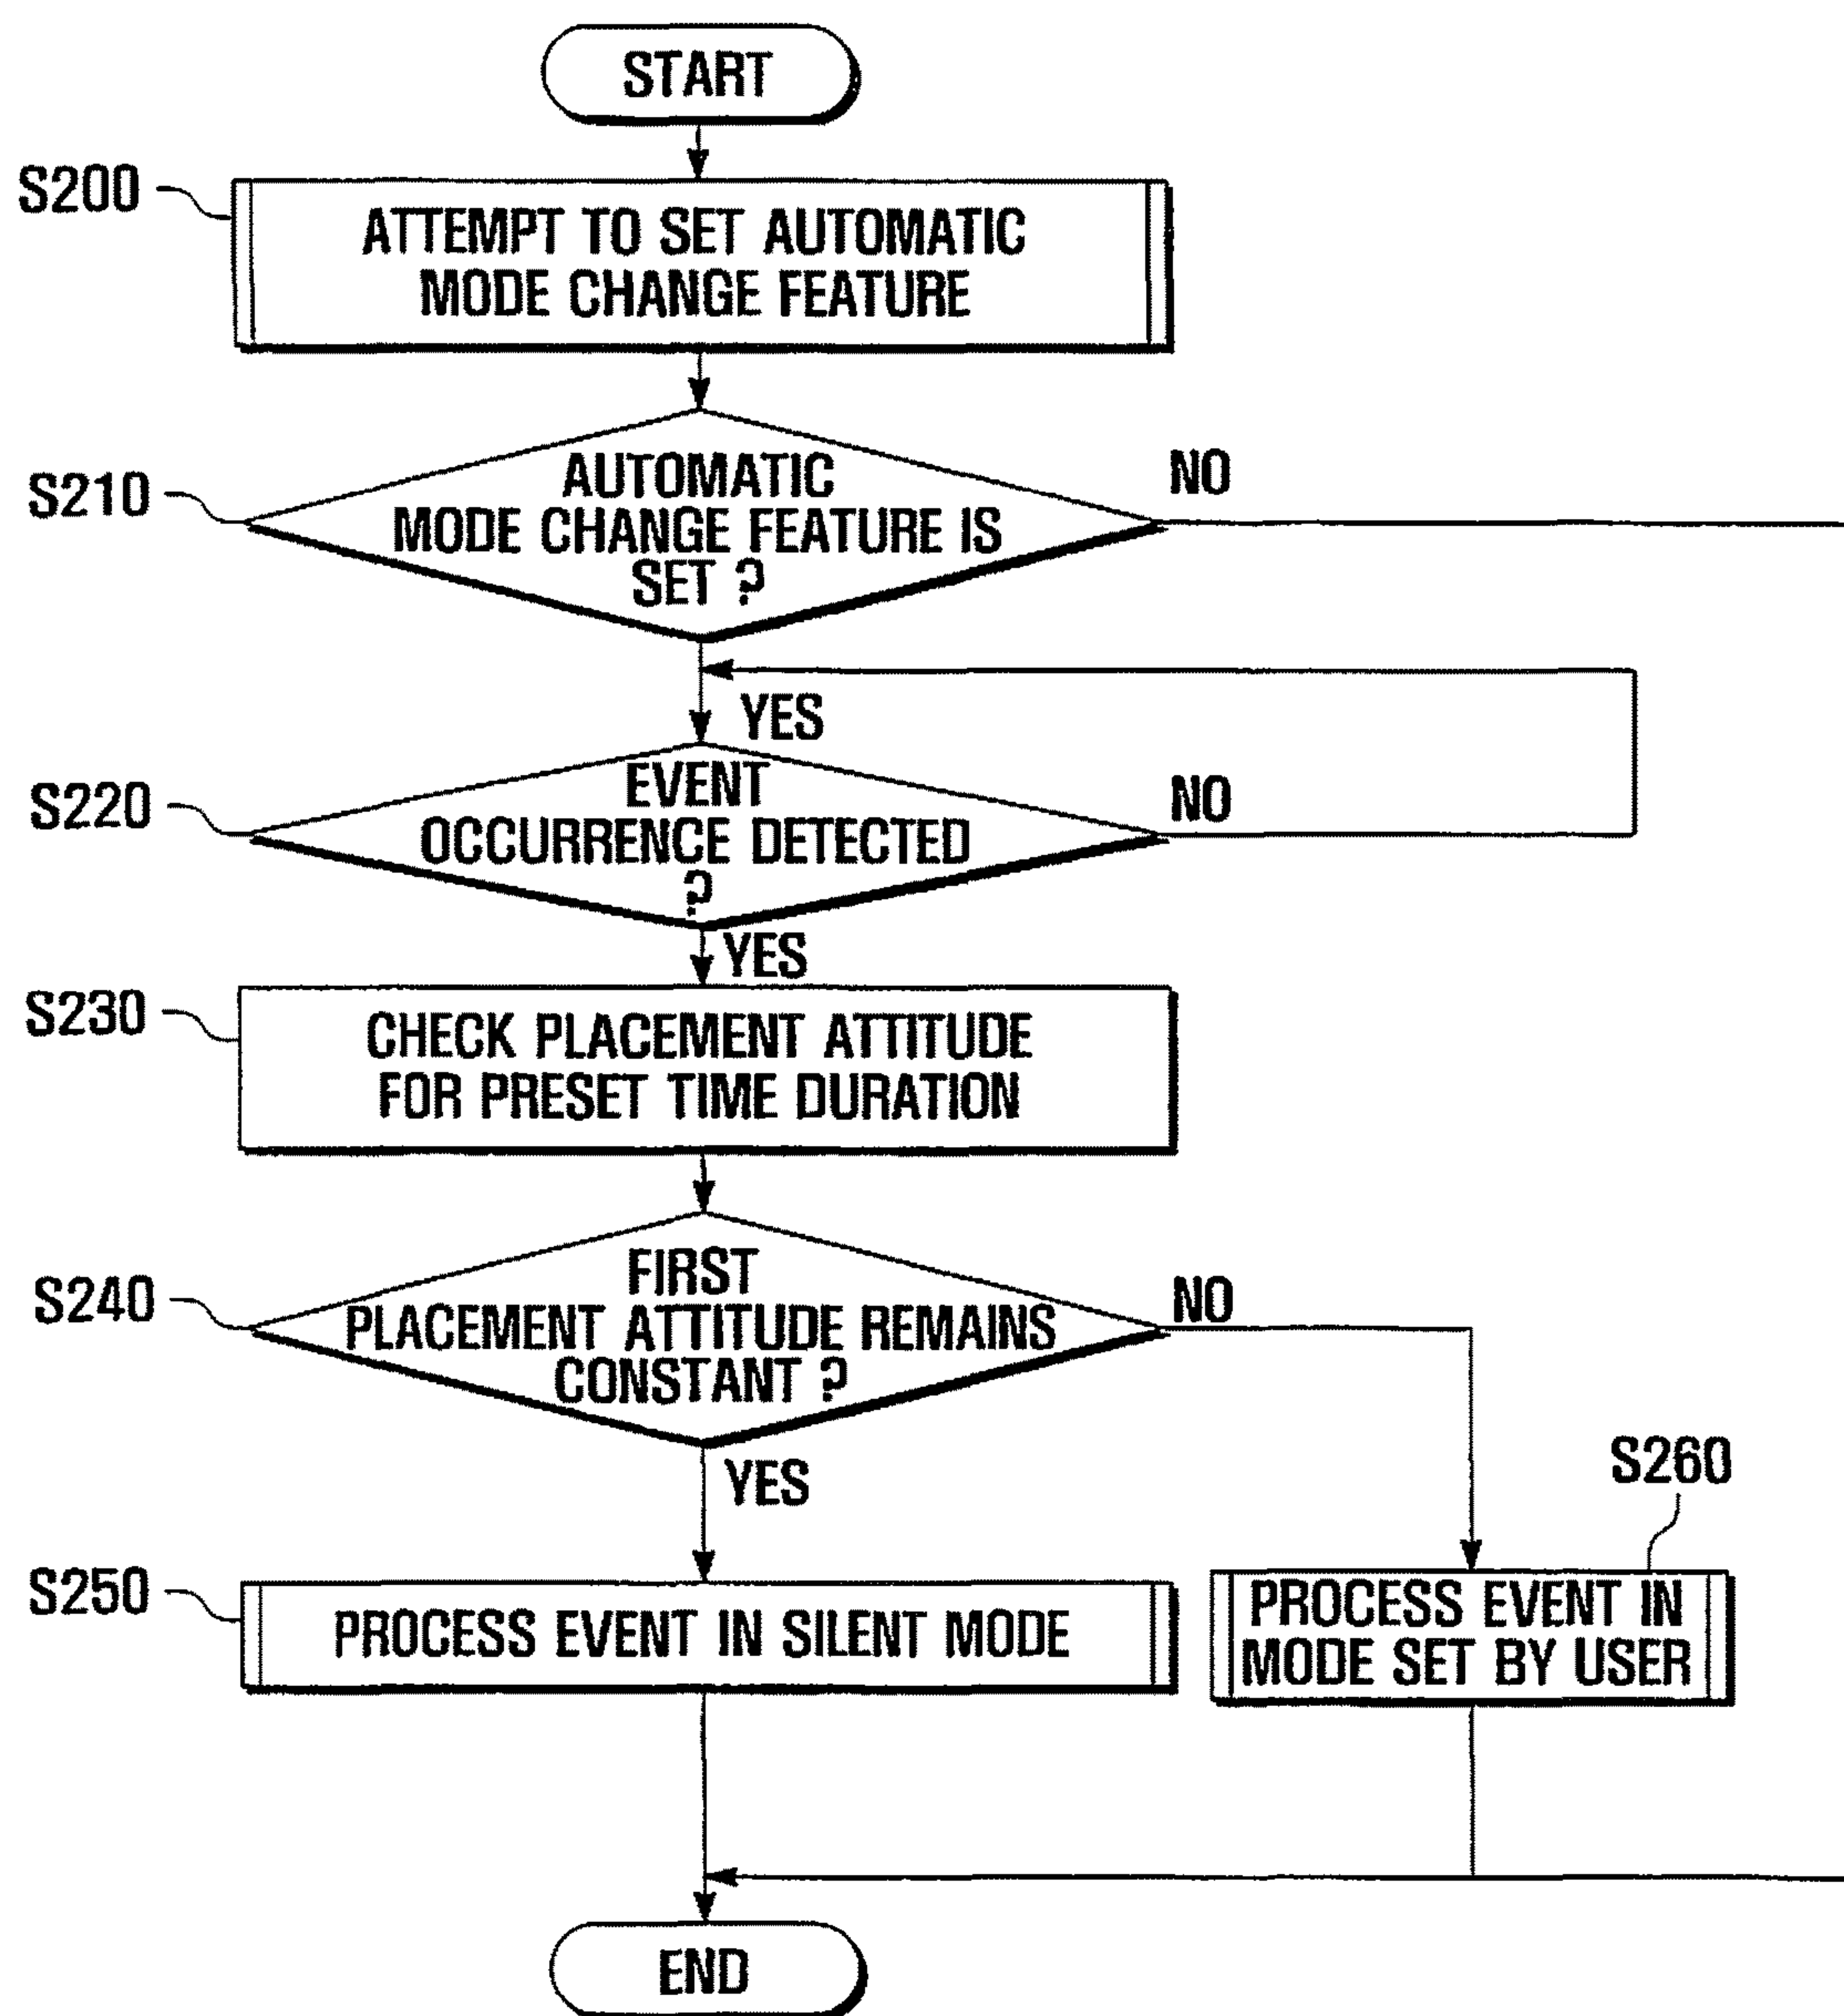 START
S200
ATTEMPT TO SET AUTOMATIC
MODE CHANGE FEATURE
S210
AUTOMATIC
MODE CHANGE FEATURE IS
SET ?
NO
YES
S220
EVENT
OCCURRENCE DETECTED
?
NO
YES
S230
CHECK PLACEMENT ATTITUDE
FOR PRESET TIME DURATION
S240
FIRST
PLACEMENT ATTITUDE REMAINS
CONSTANT ?
NO
YES
S250
PROCESS EVENT IN SILENT MODE
S260
PROCESS EVENT IN
MODE SET BY USER
END